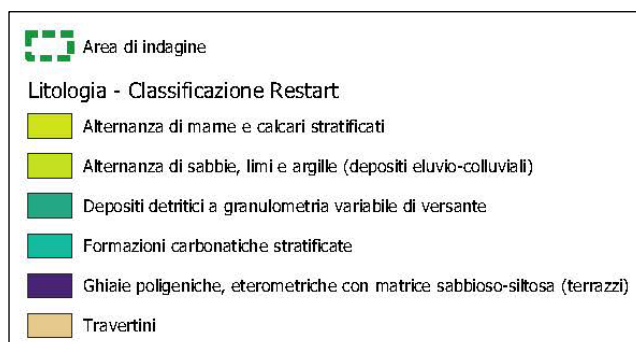 Area di indagine
Litologia - Classificazione Restart
Alternanza di marne e calcari stratificati
Alternanza di sabbie, limi e argille (depositi eluvio-colluviali)
Depositi detritici a granulometria variabile di versante
Formazioni carbonatiche stratificate
Ghiaie poligeniche, eterometriche con matrice sabbioso-siltosa (terrazzi)
Travertini